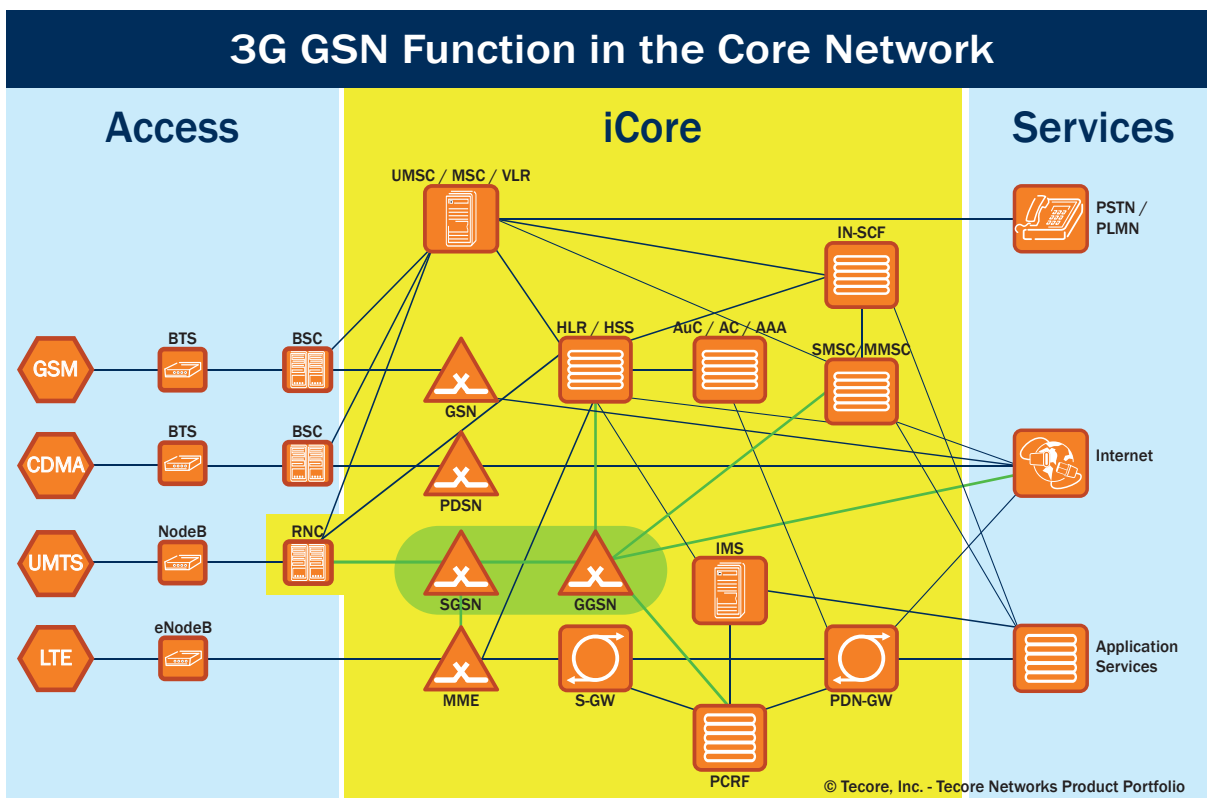 3G GSN Function in the Core Network
Access
iCore
Services
UMSC / MSC / VLR
PSTN /
PLMN
IN-SCF
BTS
BSC
HLR / HSS
AuC / AC / AAA
SMSC/MMSC
GSM
GSN
BTS
BSC
CDMA
Internet
PDSN
NodeB
RNC
UMTS
IMS
SGSN
GGSN
eNodeB
LTE
Application
Services
MME
S-GW
PDN-GW
PCRF
© Tecore, Inc. - Tecore Networks Product Portfolio